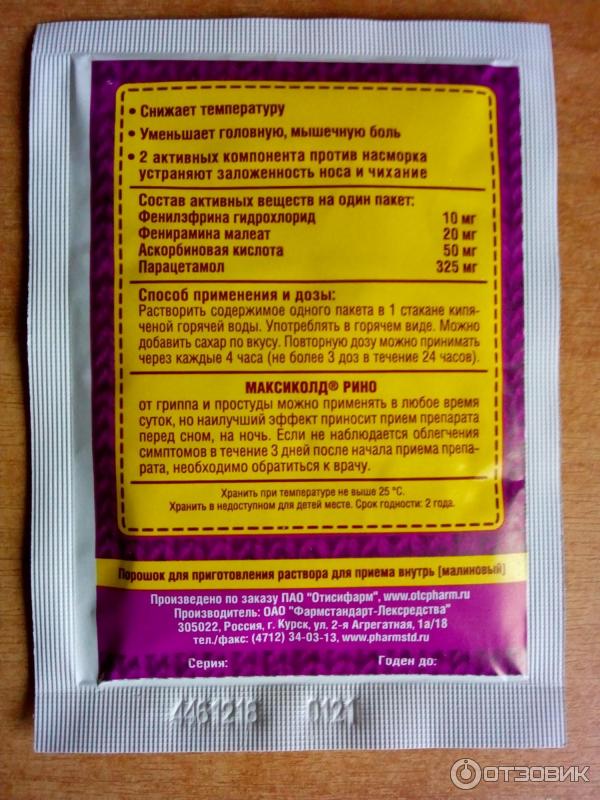 • Снижает температуру
• Уменьшает головную, мышечную боль
• 2 активных компонента против насморка
устраняют заложенность носа и чихание
Состав активных веществ на один пакет:
Фенилэфрина гидрохлорид 10 мг
Фенирамина малеат 20 мг
Аскорбиновая кислота 50 мг
Парацетамол 325 мг
Способ применения и дозы:
Растворить содержимое одного пакета в 1 стакане кипя-
ченой горячей воды. Употреблять в горячем виде. Можно
добавить сахар по вкусу. Повторную дозу можно принимать
через каждые 4 часа (не более 3 доз в течение 24 часов).
МАКСИКОЛД® РИНО
от гриппа и простуды можно применять в любое время
суток, но наилучший эффект приносит прием препарата
перед сном, на ночь. Если не наблюдается облегчения
симптомов в течение 3 дней после начала приема препа-
рата, необходимо обратиться к врачу.
Хранить при температуре не выше 25 °С.
Хранить в недоступном для детей месте. Срок годности: 2 года.
Порошок для приготовления раствора для приема внутрь [малиновый]
Произведено по заказу ПАО "Отисифарм", www.otcpharm.ru
Производитель: ОАО "Фармстандарт-Лексредства"
305022, Россия, г. Курск, ул. 2-я Агрегатная, 1а/18
тел./факс: (4712) 34-03-13, www.pharmstd.ru
Серия: Годен до:
4461218 0121
ОТЗОВИК